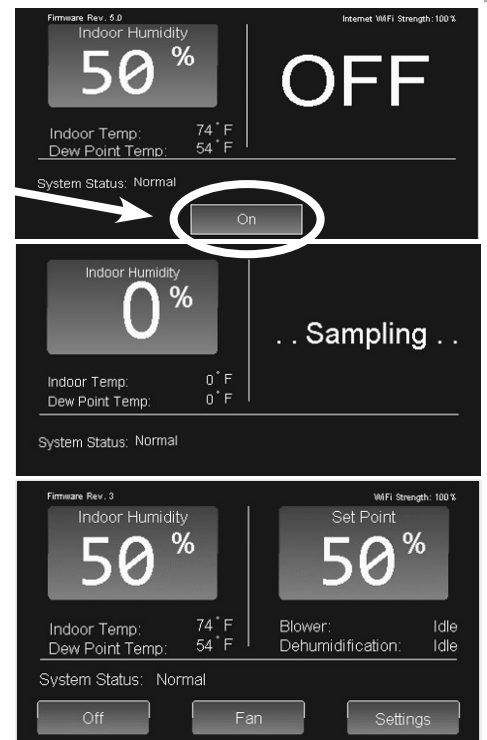 Firmware Rev. 5.0
Internet WiFi Strength: 100%
Indoor Humidity
50 %
OFF
Indoor Temp: 74°F
Dew Point Temp: 54°F
System Status: Normal
On
Indoor Humidity
0 %
. . Sampling . .
Indoor Temp: 0°F
Dew Point Temp: 0°F
System Status: Normal
Firmware Rev. 3
WiFi Strength: 100%
Indoor Humidity
50 %
Set Point
50 %
Indoor Temp: 74°F
Dew Point Temp: 54°F
Blower: Idle
Dehumidification: Idle
System Status: Normal
Off
Fan
Settings